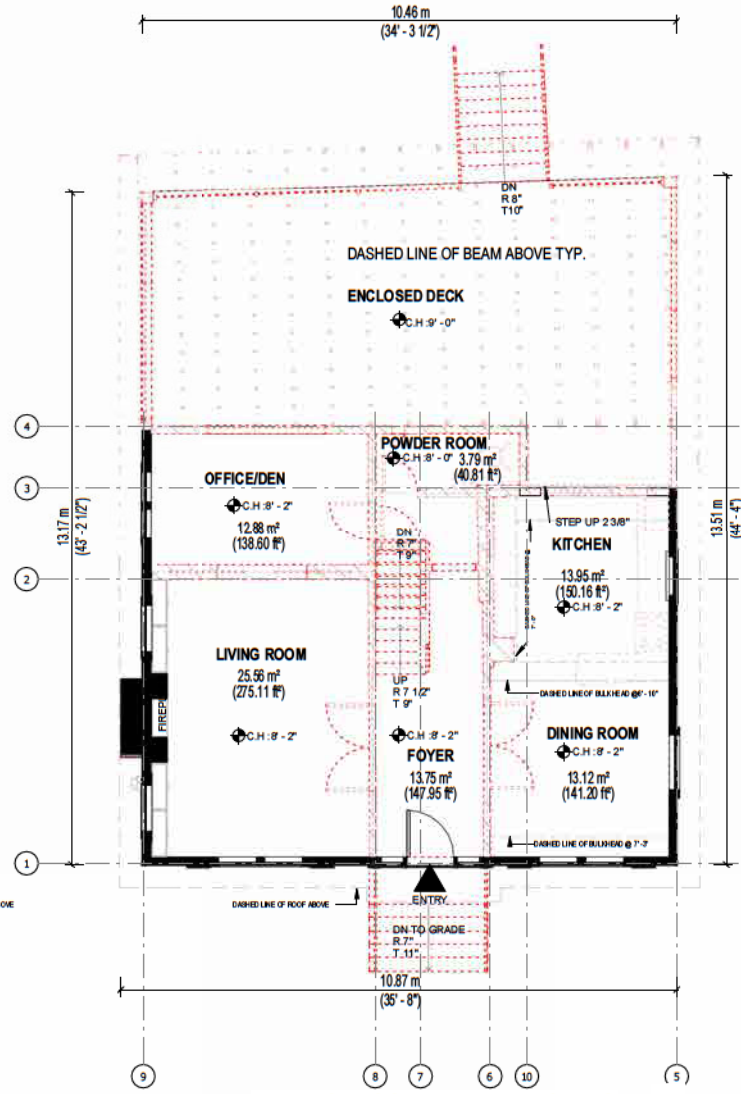 10.46 m
(34' - 3 1/2")
DN
R 8"
T10"
DASHED LINE OF BEAM ABOVE TYP.
ENCLOSED DECK
C.H :9' - 0"
4
POWDER ROOM
C.H :8' - 0"
3.79 m²
(40.81 ft²)
OFFICE/DEN
C.H :8' - 2"
12.88 m²
(138.60 ft²)
3
13.17 m
(43' - 2 1/2")
13.51 m
(44' - 4")
STEP UP 2 3/8"
DN
R 7"
T 9"
KITCHEN
13.95 m²
(150.16 ft²)
C.H :8' - 2"
2
LIVING ROOM
25.56 m²
(275.11 ft²)
C.H :8' - 2"
FIREP
UP
R 7 1/2"
T 9"
C.H :8' - 2"
FOYER
13.75 m²
(147.95 ft²)
DASHED LINE OF BULKHEAD @6'- 10"
DINING ROOM
C.H :8' - 2"
13.12 m²
(141.20 ft²)
DASHED LINE OF BULKHEAD @ 7'-3"
1
ENTRY
OVE
DASHED LINE OF ROOF ABOVE
DN TO GRADE
R 7"
T 11"
10.87 m
(35' - 8")
9
8
7
6
10
5